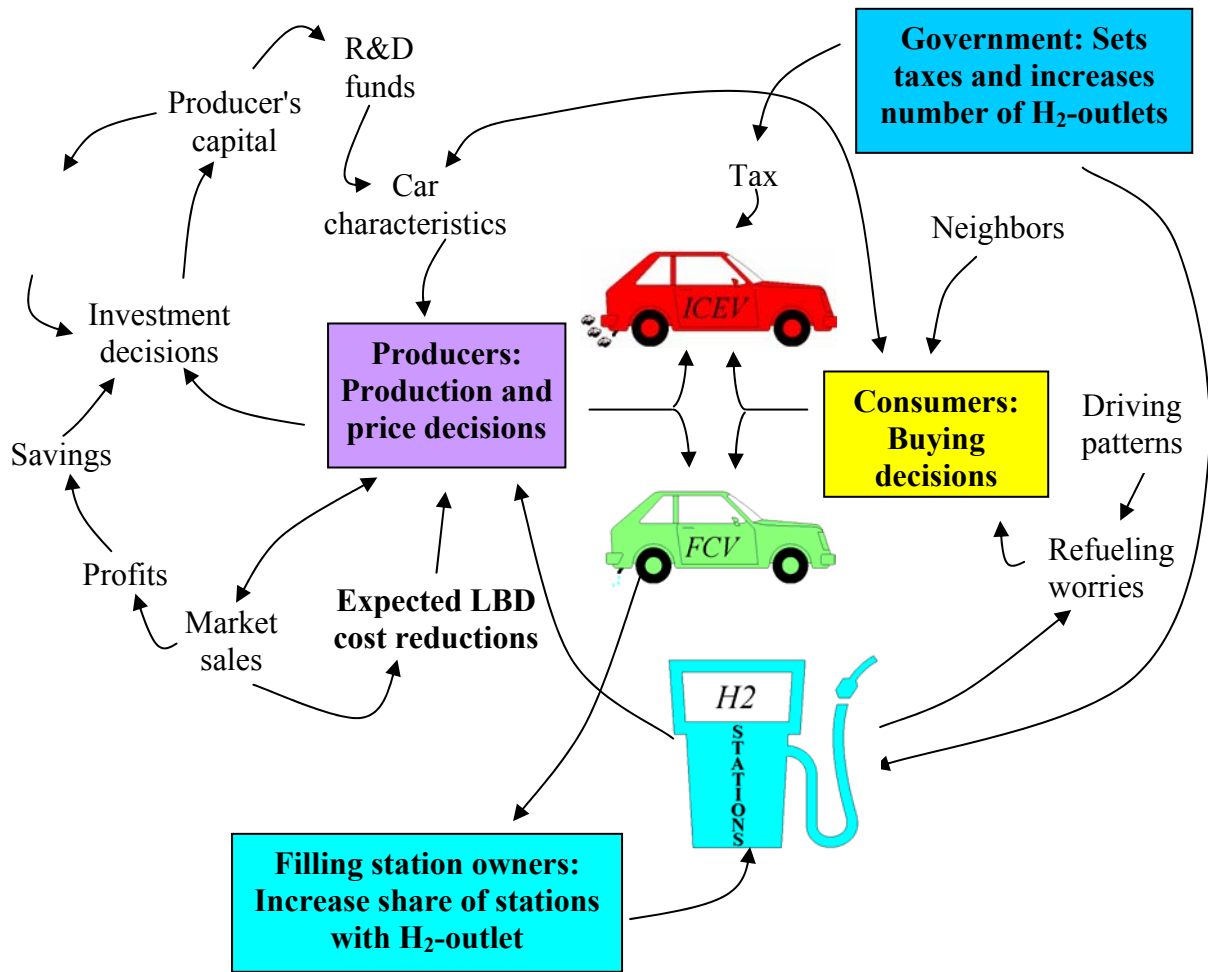 R&D
funds
Government: Sets
taxes and increases
number of H₂-outlets
Producer's
capital
Car
characteristics
Tax
Neighbors
ICEV
Investment
decisions
Producers:
Production and
price decisions
Consumers:
Buying
decisions
Driving
patterns
Savings
FCV
Refueling
worries
Profits
Expected LBD
cost reductions
Market
sales
H2
STATIONS
Filling station owners:
Increase share of stations
with H₂-outlet